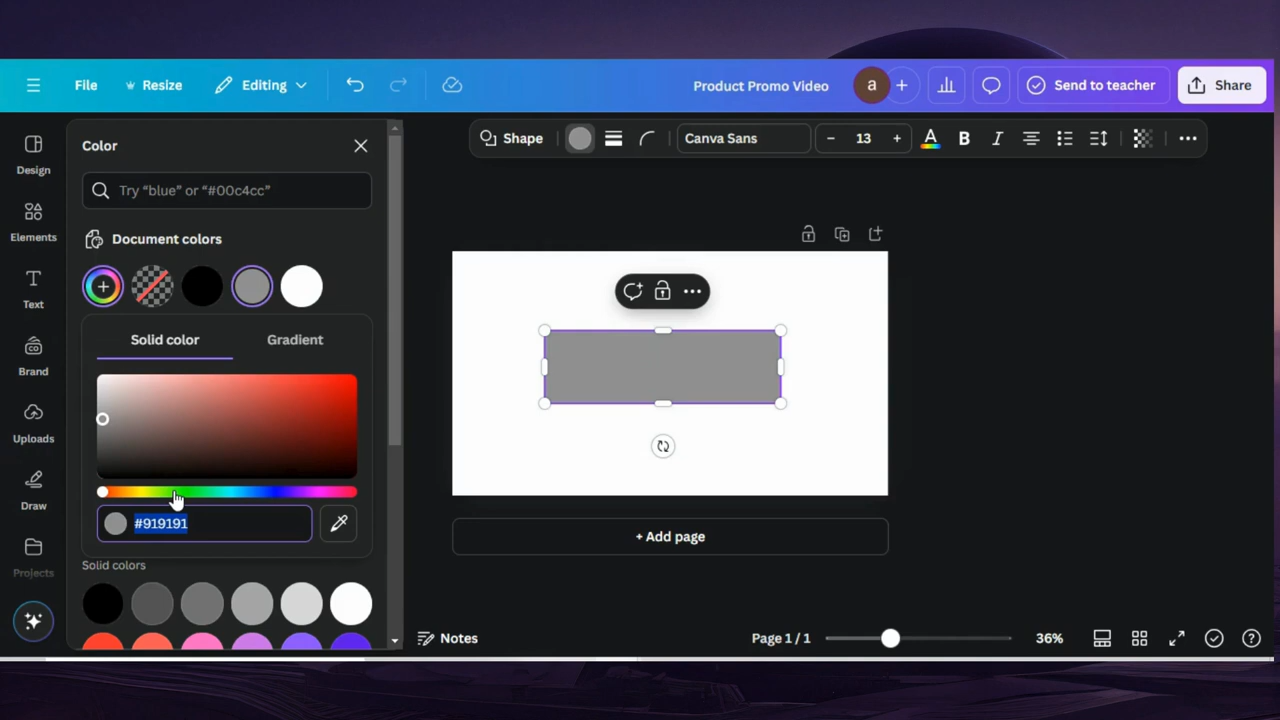 File
Resize
Editing
Product Promo Video
a
Send to teacher
Share
Design
Elements
Text
Brand
Uploads
Draw
Projects
Color
Try “blue” or “#00c4cc”
Document colors
Solid color
Gradient
#919191
Solid colors
Shape
Canva Sans
– 13 +
A
B
I
+ Add page
Notes
Page 1 / 1
36%